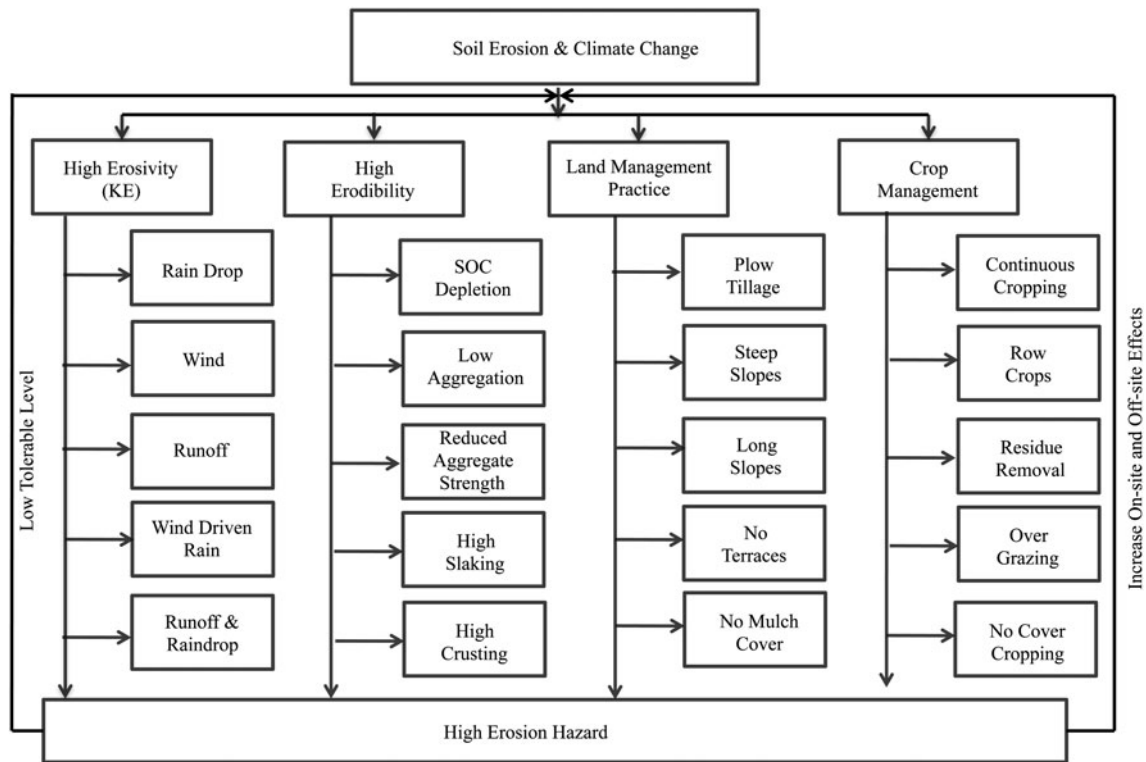 Soil Erosion & Climate Change
High Erosivity
(KE)
High
Erodibility
Land Management
Practice
Crop
Management
Rain Drop
Wind
Runoff
Wind Driven
Rain
Runoff &
Raindrop
SOC
Depletion
Low
Aggregation
Reduced
Aggregate
Strength
High
Slaking
High
Crusting
Plow
Tillage
Steep
Slopes
Long
Slopes
No
Terraces
No Mulch
Cover
Continuous
Cropping
Row
Crops
Residue
Removal
Over
Grazing
No Cover
Cropping
Low Tolerable Level
Increase On-site and Off-site Effects
High Erosion Hazard